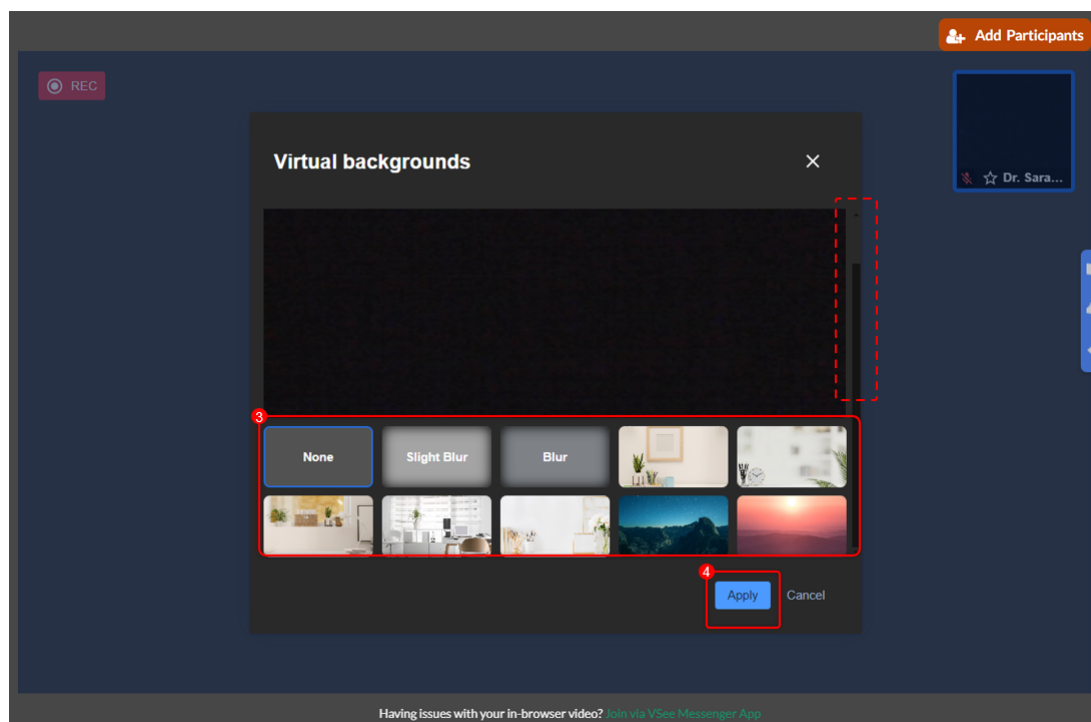 Add Participants
REC
Virtual backgrounds
Dr. Sara...
3
None
Slight Blur
Blur
4
Apply
Cancel
Having issues with your in-browser video? Join via VSee Messenger App